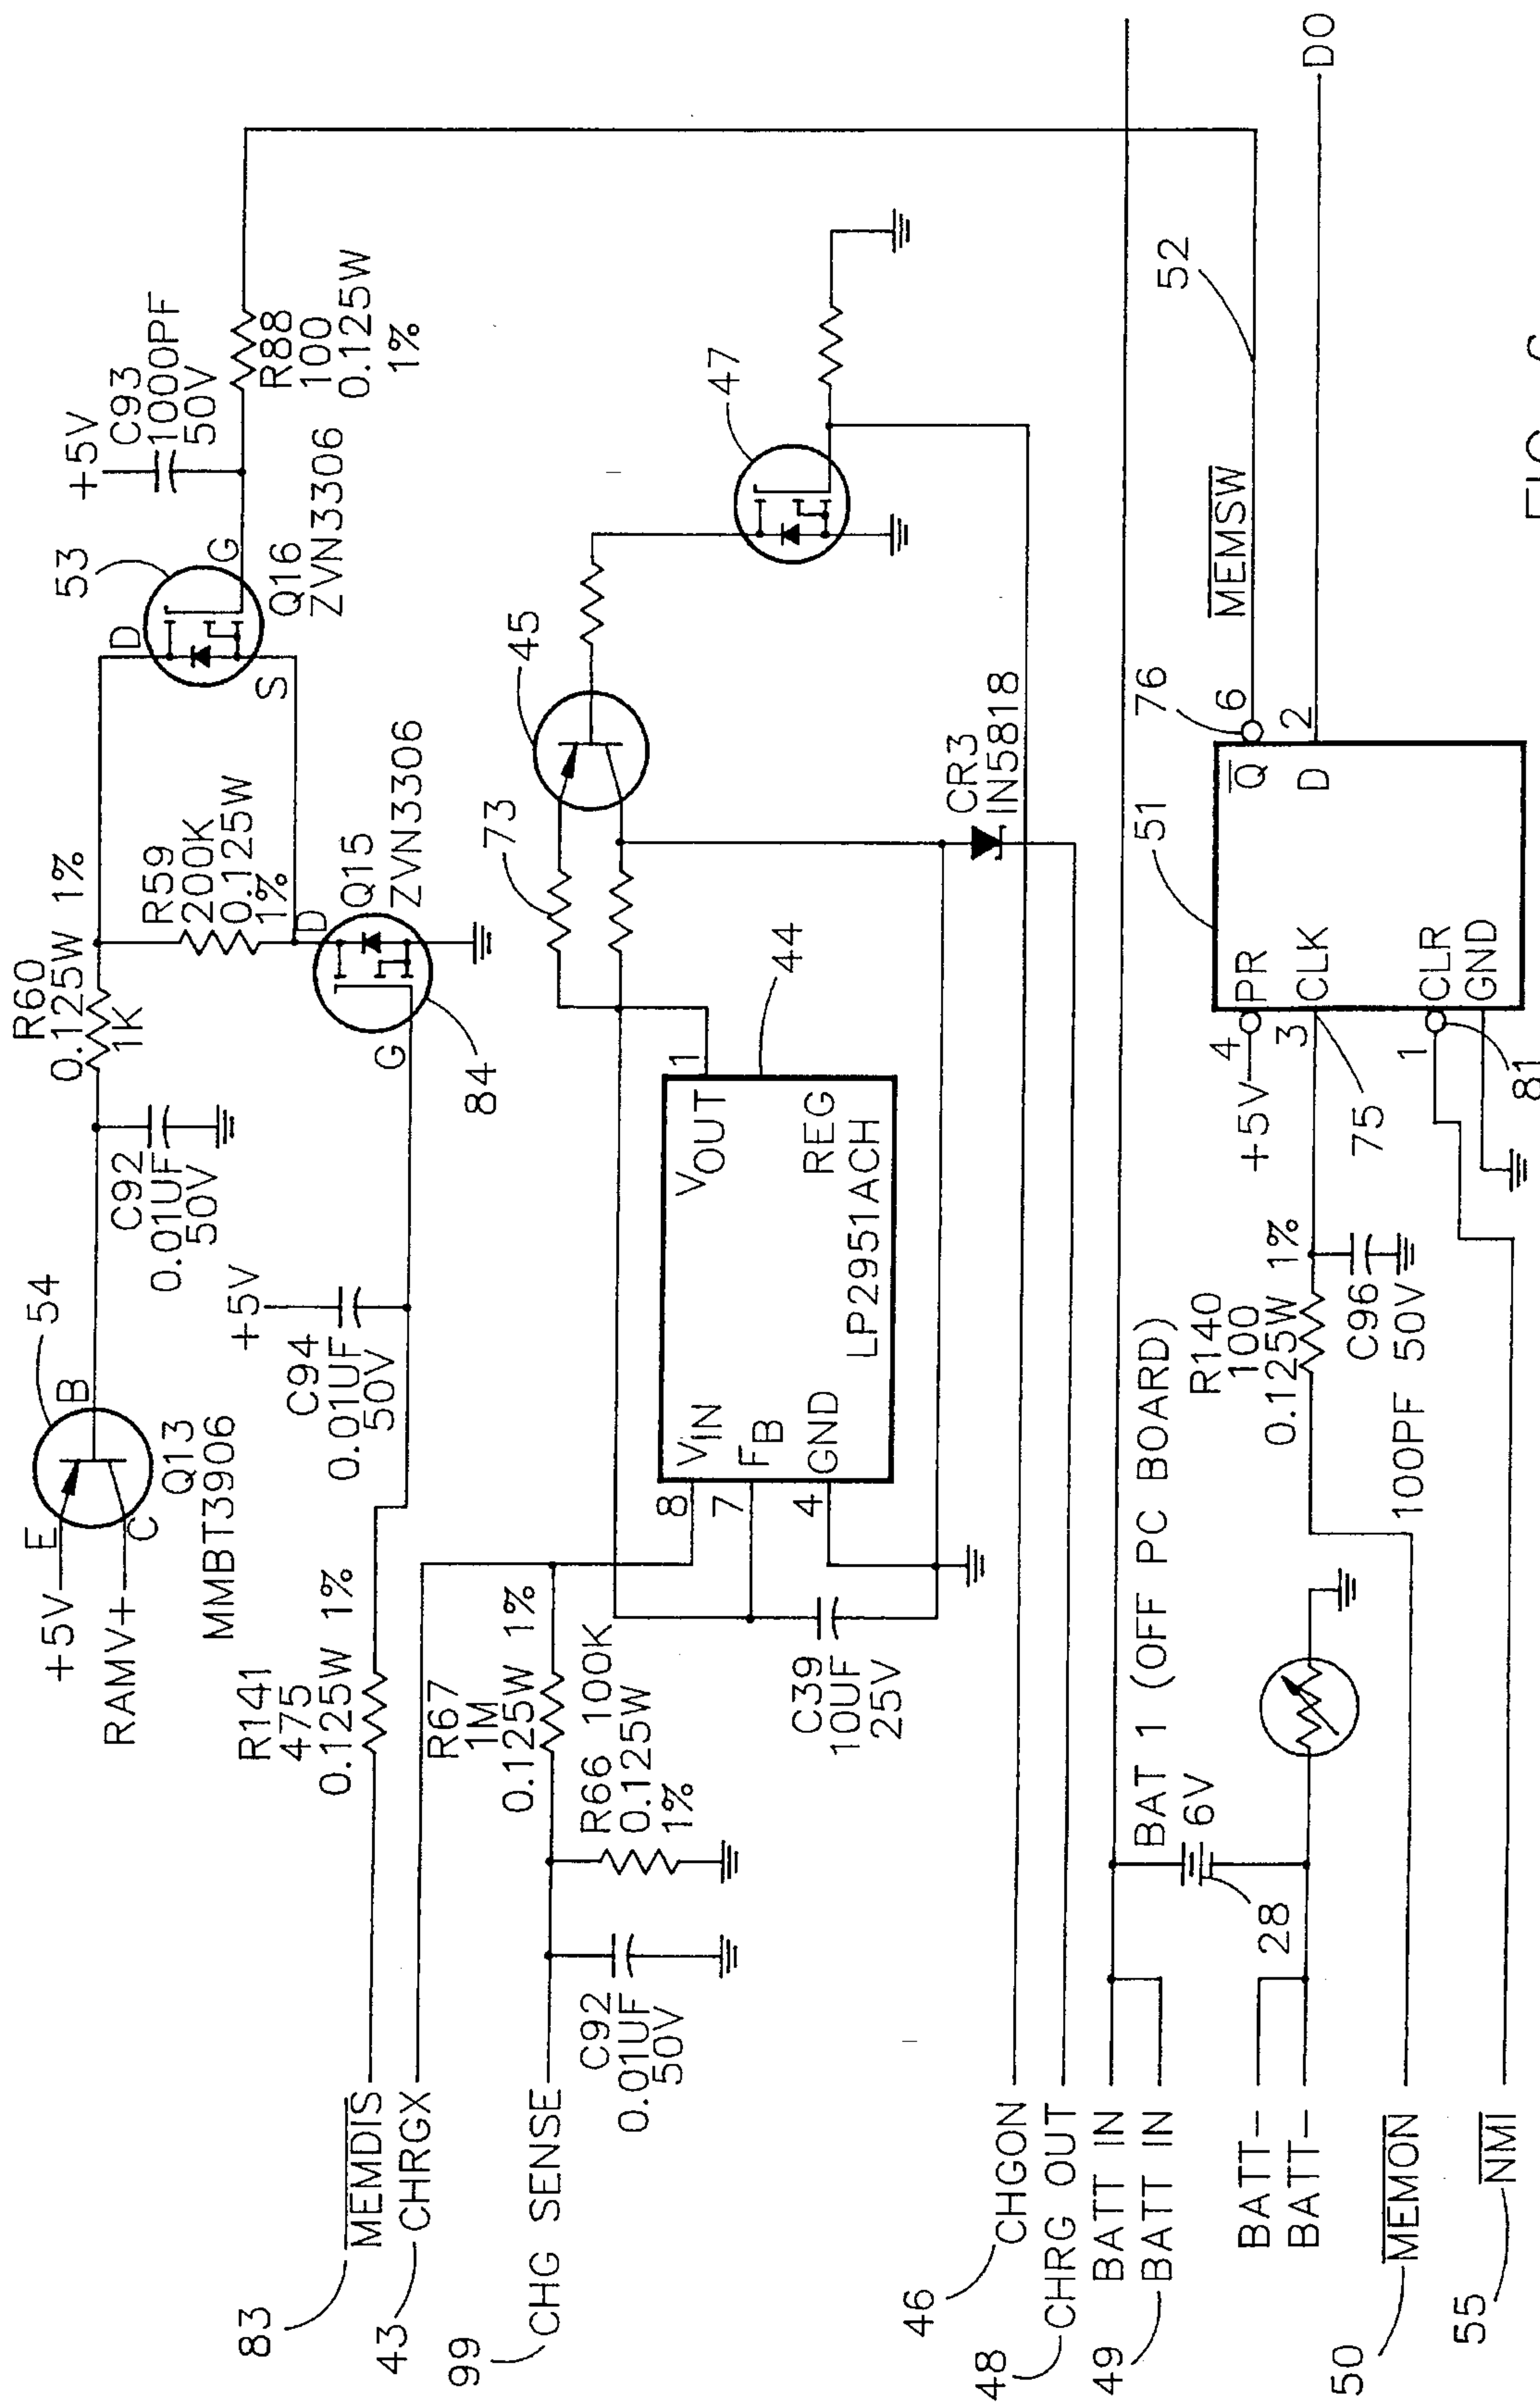 +5V
E
RAMV+
C
B
54
Q13
MMBT3906
C92
0.01UF
50V
R60
0.125W 1%
1K
R59
200K
0.125W
1%
D
53
G
S
Q16
ZVN3306
+5V
C93
1000PF
50V
R88
100
0.125W
1%
83
MEMDIS
R141
475
0.125W 1%
+5V
C94
0.01UF
50V
G
D
Q15
ZVN3306
84
43
CHRGX
99
CHG SENSE
C92
0.01UF
50V
R67
1M
0.125W 1%
R66 100K
0.125W
1%
C39
10UF
25V
8
VIN
7
FB
4
GND
VOUT
1
REG
LP2951ACH
44
73
45
47
CR3
IN5818
46
CHGON
48
CHRG OUT
BATT IN
49
BATT IN
BAT 1 (OFF PC BOARD)
6V
28
BATT-
BATT-
50
MEMON
55
NMI
R140
100
0.125W 1%
C96
100PF 50V
75
+5V
4
PR
3
CLK
1
CLR
GND
81
51
Q
D
76
6
2
MEMSW
52
D0